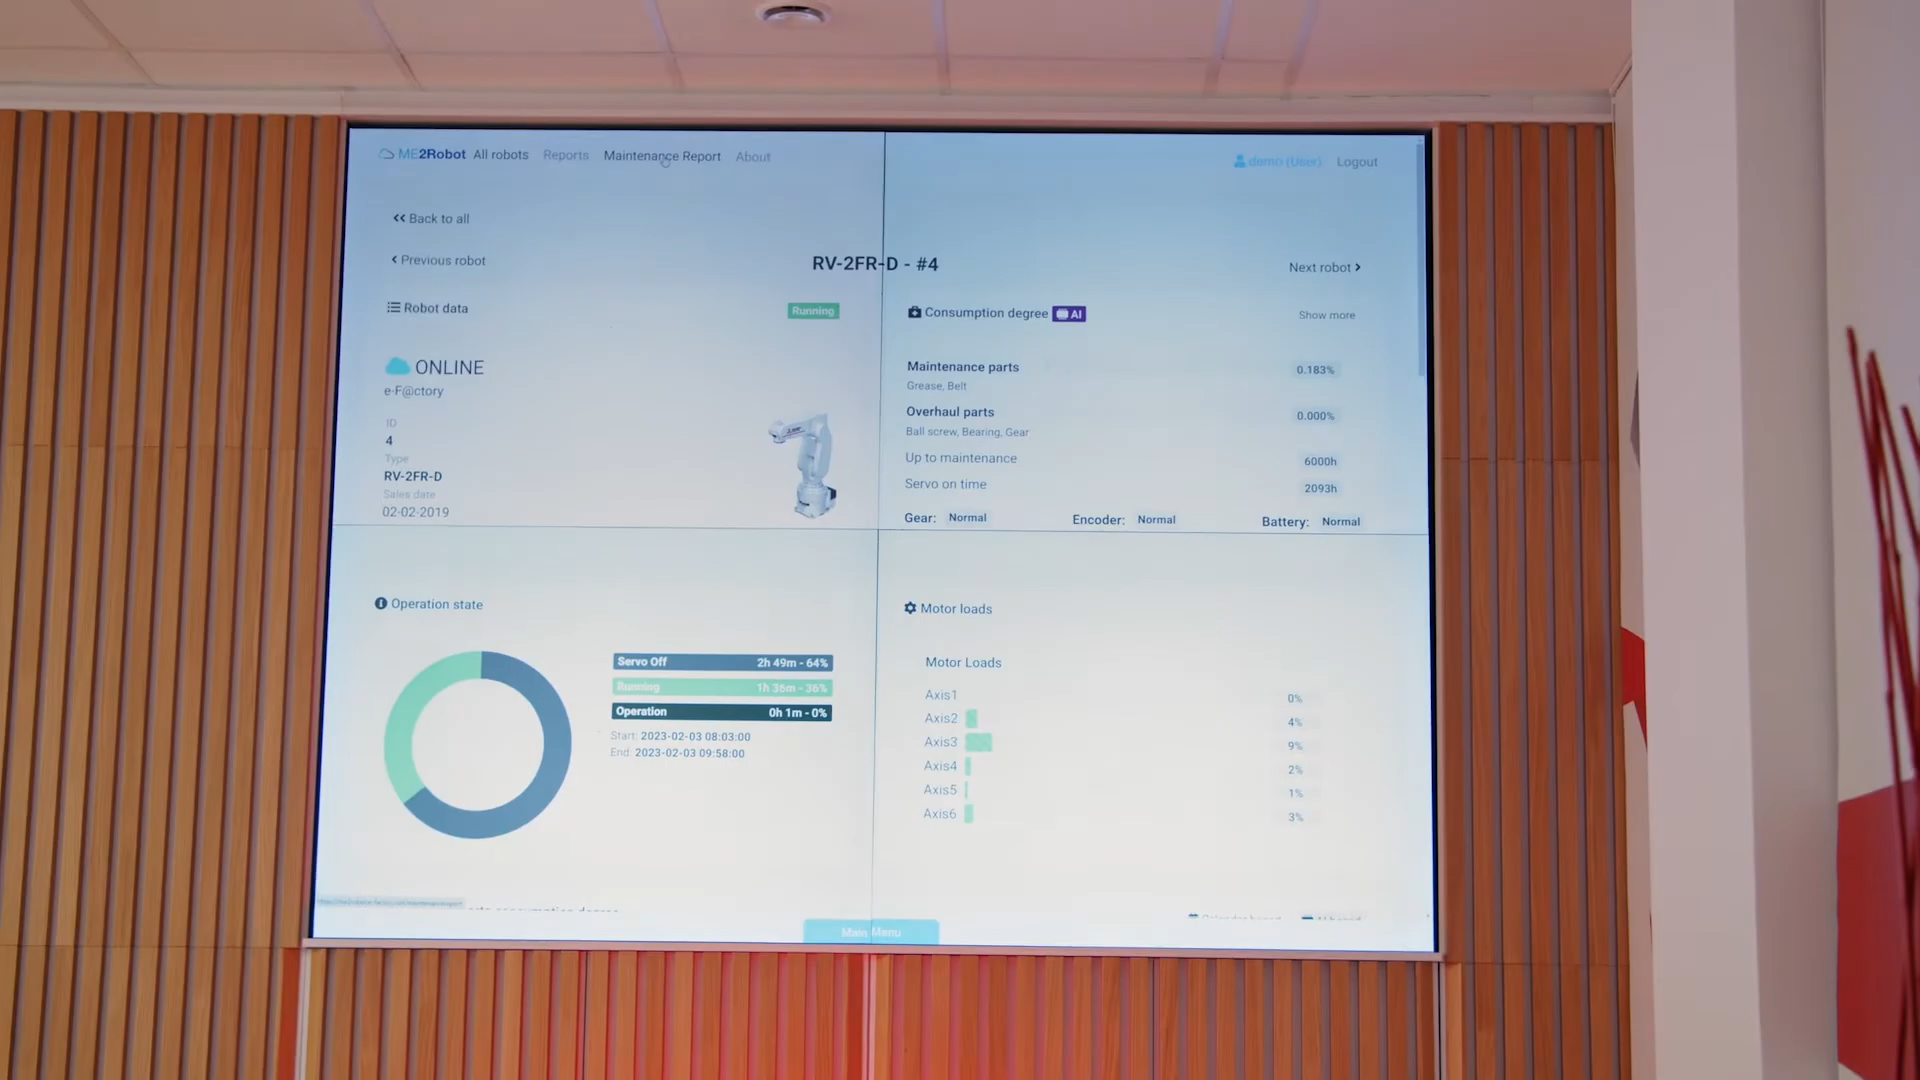 ME2Robot All robots Reports Maintenance Report About demo (User) Logout
Back to all
Previous robot
RV-2FR-D - #4
Next robot
Robot data
Running
Consumption degree AI
Show more
ONLINE
e-F@ctory
ID
4
Type
RV-2FR-D
Sales date
02-02-2019
Maintenance parts 0.183%
Grease, Belt
Overhaul parts 0.000%
Ball screw, Bearing, Gear
Up to maintenance 6000h
Servo on time 2093h
Gear: Normal Encoder: Normal Battery: Normal
Operation state
Servo Off 2h 49m - 64%
Running 1h 36m - 36%
Operation 0h 1m - 0%
Start: 2023-02-03 08:03:00
End: 2023-02-03 09:58:00
Motor loads
Motor Loads
Axis1 0%
Axis2 4%
Axis3 9%
Axis4 2%
Axis5 1%
Axis6 3%
Main Menu